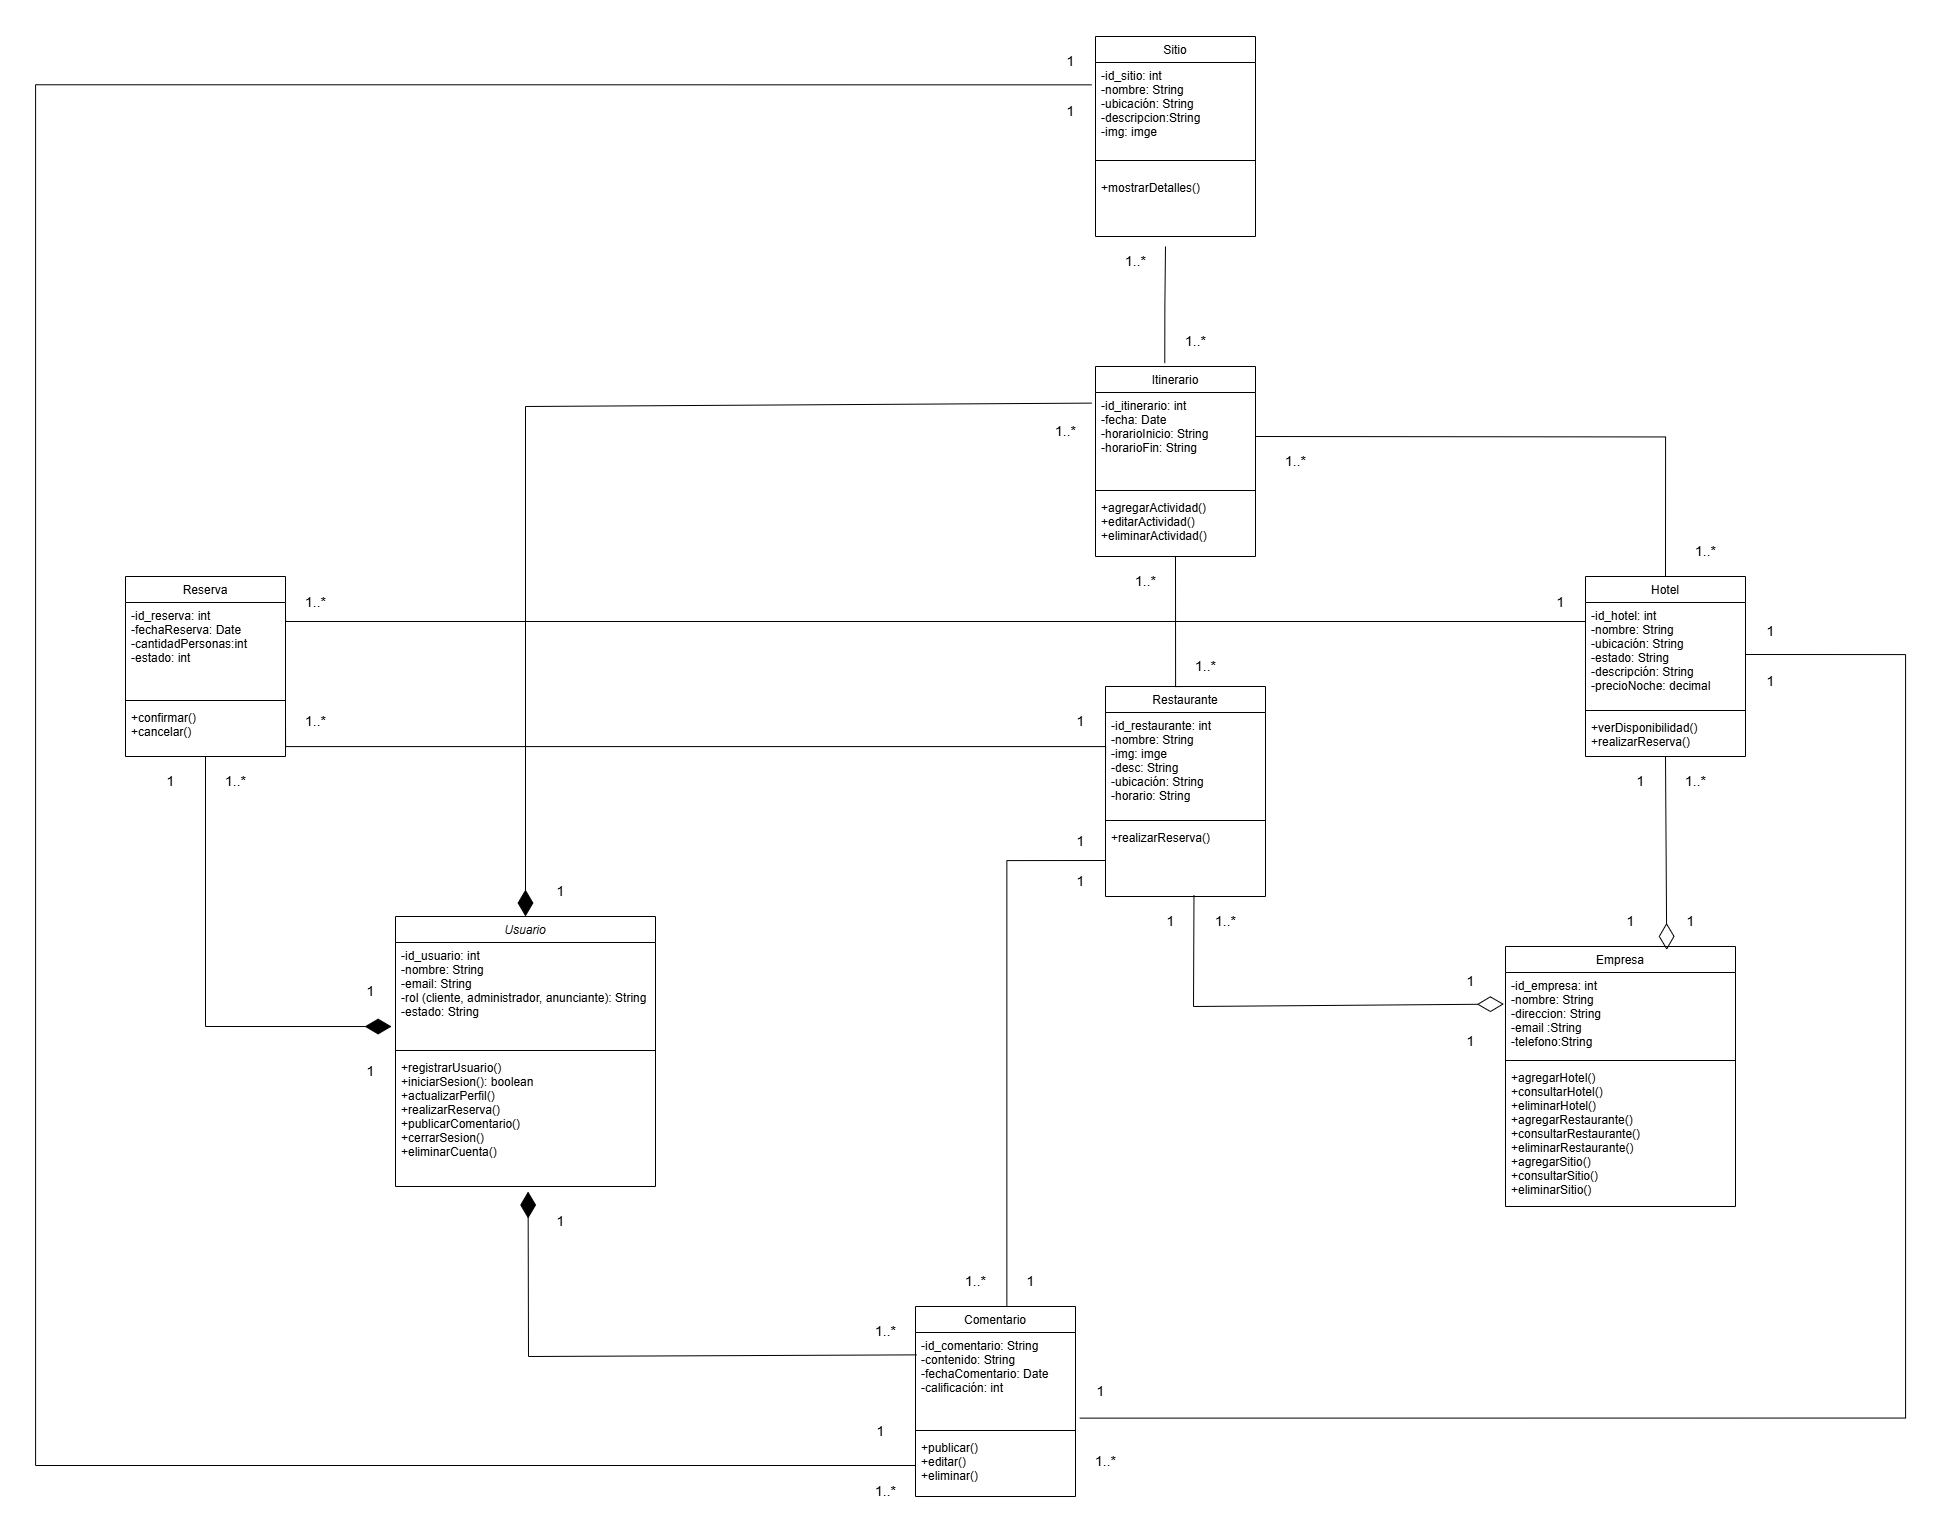 Sitio
-id_sitio: int
-nombre: String
-ubicación: String
-descripcion:String
-img: imge
+mostrarDetalles()
1
1
1..*
1..*
Itinerario
-id_itinerario: int
-fecha: Date
-horarioInicio: String
-horarioFin: String
+agregarActividad()
+editarActividad()
+eliminarActividad()
1..*
1..*
1..*
1..*
1..*
Reserva
-id_reserva: int
-fechaReserva: Date
-cantidadPersonas:int
-estado: int
+confirmar()
+cancelar()
1..*
1..*
1
1..*
1
Hotel
-id_hotel: int
-nombre: String
-ubicación: String
-estado: String
-descripción: String
-precioNoche: decimal
+verDisponibilidad()
+realizarReserva()
1
1
1
1..*
Restaurante
-id_restaurante: int
-nombre: String
-img: imge
-desc: String
-ubicación: String
-horario: String
+realizarReserva()
1
1
1
1
1..*
1
Usuario
-id_usuario: int
-nombre: String
-email: String
-rol (cliente, administrador, anunciante): String
-estado: String
+registrarUsuario()
+iniciarSesion(): boolean
+actualizarPerfil()
+realizarReserva()
+publicarComentario()
+cerrarSesion()
+eliminarCuenta()
1
1
1
1
1
Empresa
-id_empresa: int
-nombre: String
-direccion: String
-email :String
-telefono:String
+agregarHotel()
+consultarHotel()
+eliminarHotel()
+agregarRestaurante()
+consultarRestaurante()
+eliminarRestaurante()
+agregarSitio()
+consultarSitio()
+eliminarSitio()
1
1
1..*
1
Comentario
-id_comentario: String
-contenido: String
-fechaComentario: Date
-calificación: int
+publicar()
+editar()
+eliminar()
1..*
1
1
1..*
1..*